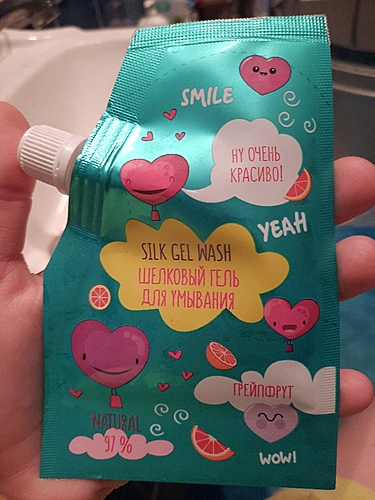 SMILE
НУ ОЧЕНЬ
КРАСИВО!
YEAH
SILK GEL WASH
ШЕЛКОВЫЙ ГЕЛЬ
ДЛЯ УМЫВАНИЯ
ГРЕЙПФРУТ
NATURAL
97 %
WOW!